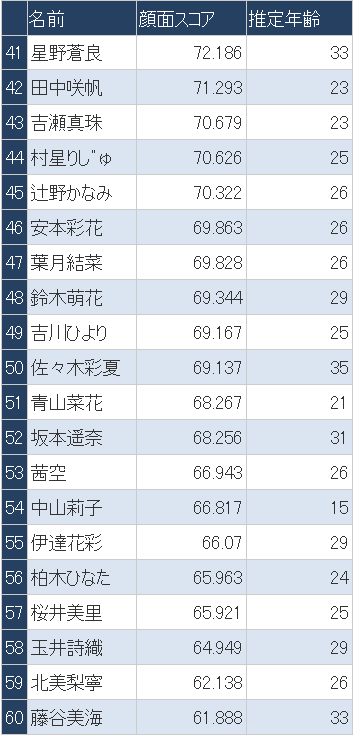 名前 顔面スコア 推定年齢
41 星野蒼良 72.186 33
42 田中咲帆 71.293 23
43 吉瀬真珠 70.679 23
44 村星りじゅ 70.626 25
45 辻野かなみ 70.322 26
46 安本彩花 69.863 26
47 葉月結菜 69.828 26
48 鈴木萌花 69.344 29
49 吉川ひより 69.167 25
50 佐々木彩夏 69.137 35
51 青山菜花 68.267 21
52 坂本遥奈 68.256 31
53 茜空 66.943 26
54 中山莉子 66.817 15
55 伊達花彩 66.07 29
56 柏木ひなた 65.963 24
57 桜井美里 65.921 25
58 玉井詩織 64.949 29
59 北美梨寧 62.138 26
60 藤谷美海 61.888 33